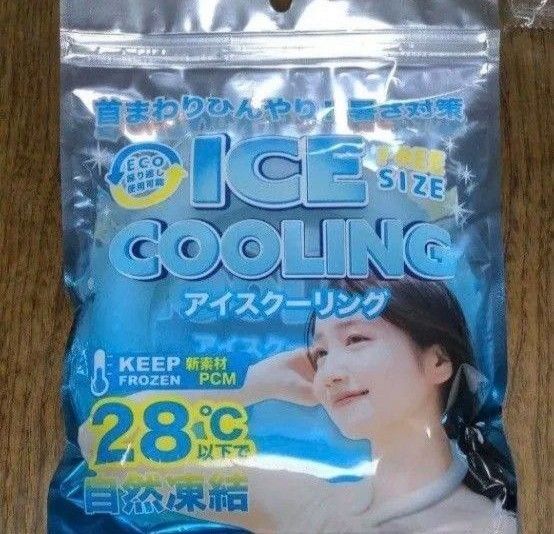 首まわりひんやり！暑さ対策
ECO
繰り返し
使用可能
ICE
FREE
SIZE
COOLING
アイスクーリング
KEEP
FROZEN
新素材
PCM
28℃
以下で
自然凍結